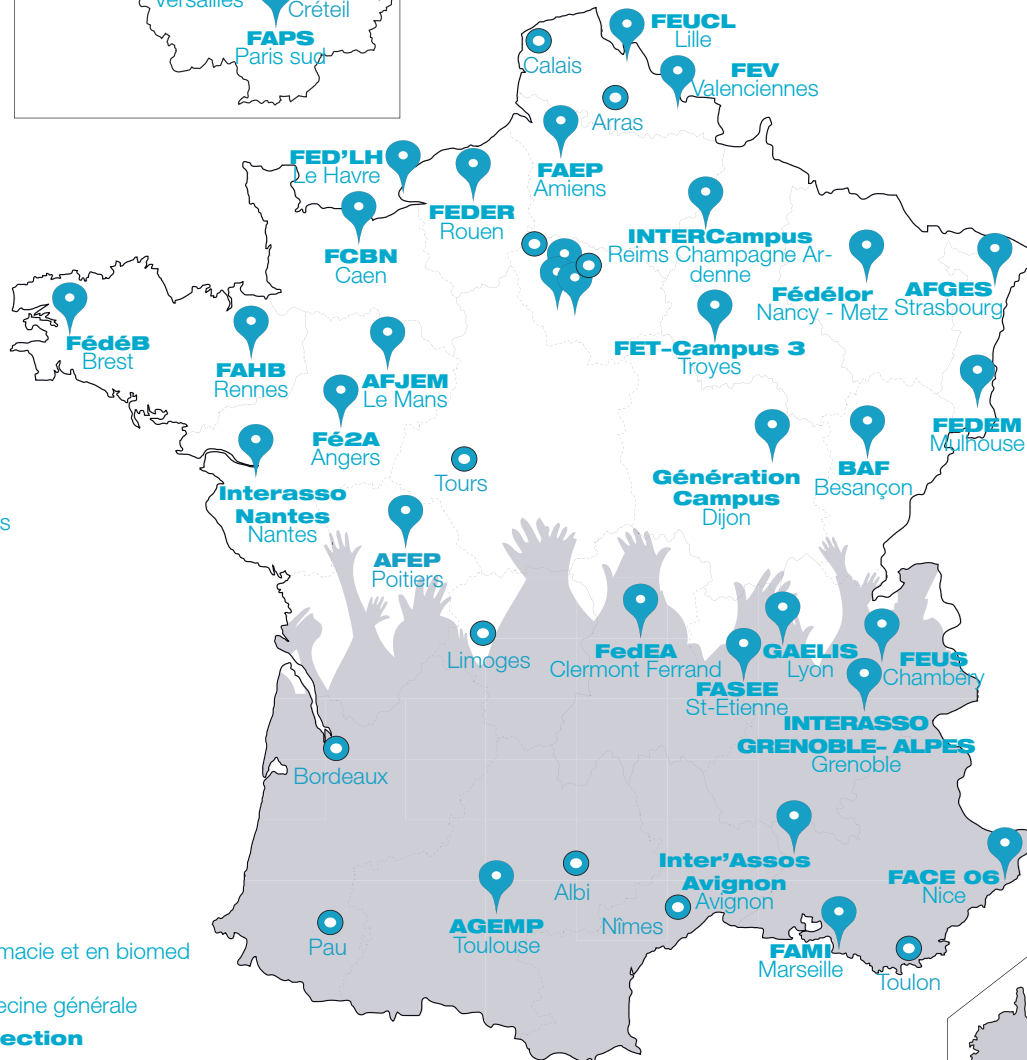 Versailles
Créteil
FAPS
Paris sud
FEUCL
Lille
Calais
FEV
Valenciennes
Arras
FED’LH
Le Havre
FAEP
Amiens
FEDER
Rouen
INTERCampus
Reims Champagne Ar-
denne
FCBN
Caen
Fédélor
Nancy - Metz
AFGES
Strasbourg
FédéB
Brest
FET-Campus 3
Troyes
FAHB
Rennes
AFJEM
Le Mans
FEDEM
Mulhouse
Fé2A
Angers
BAF
Besançon
Génération
Campus
Dijon
Tours
Interasso
Nantes
Nantes
s
AFEP
Poitiers
Limoges
FedEA
Clermont Ferrand
GAELIS
Lyon
FEUS
Chambery
FASEE
St-Etienne
INTERASSO
GRENOBLE- ALPES
Grenoble
Bordeaux
Inter’Assos
Avignon
Avignon
FACE 06
Nice
Albi
AGEMP
Toulouse
Nîmes
Pau
FAMI
Marseille
Toulon
macie et en biomed
ecine générale
ection